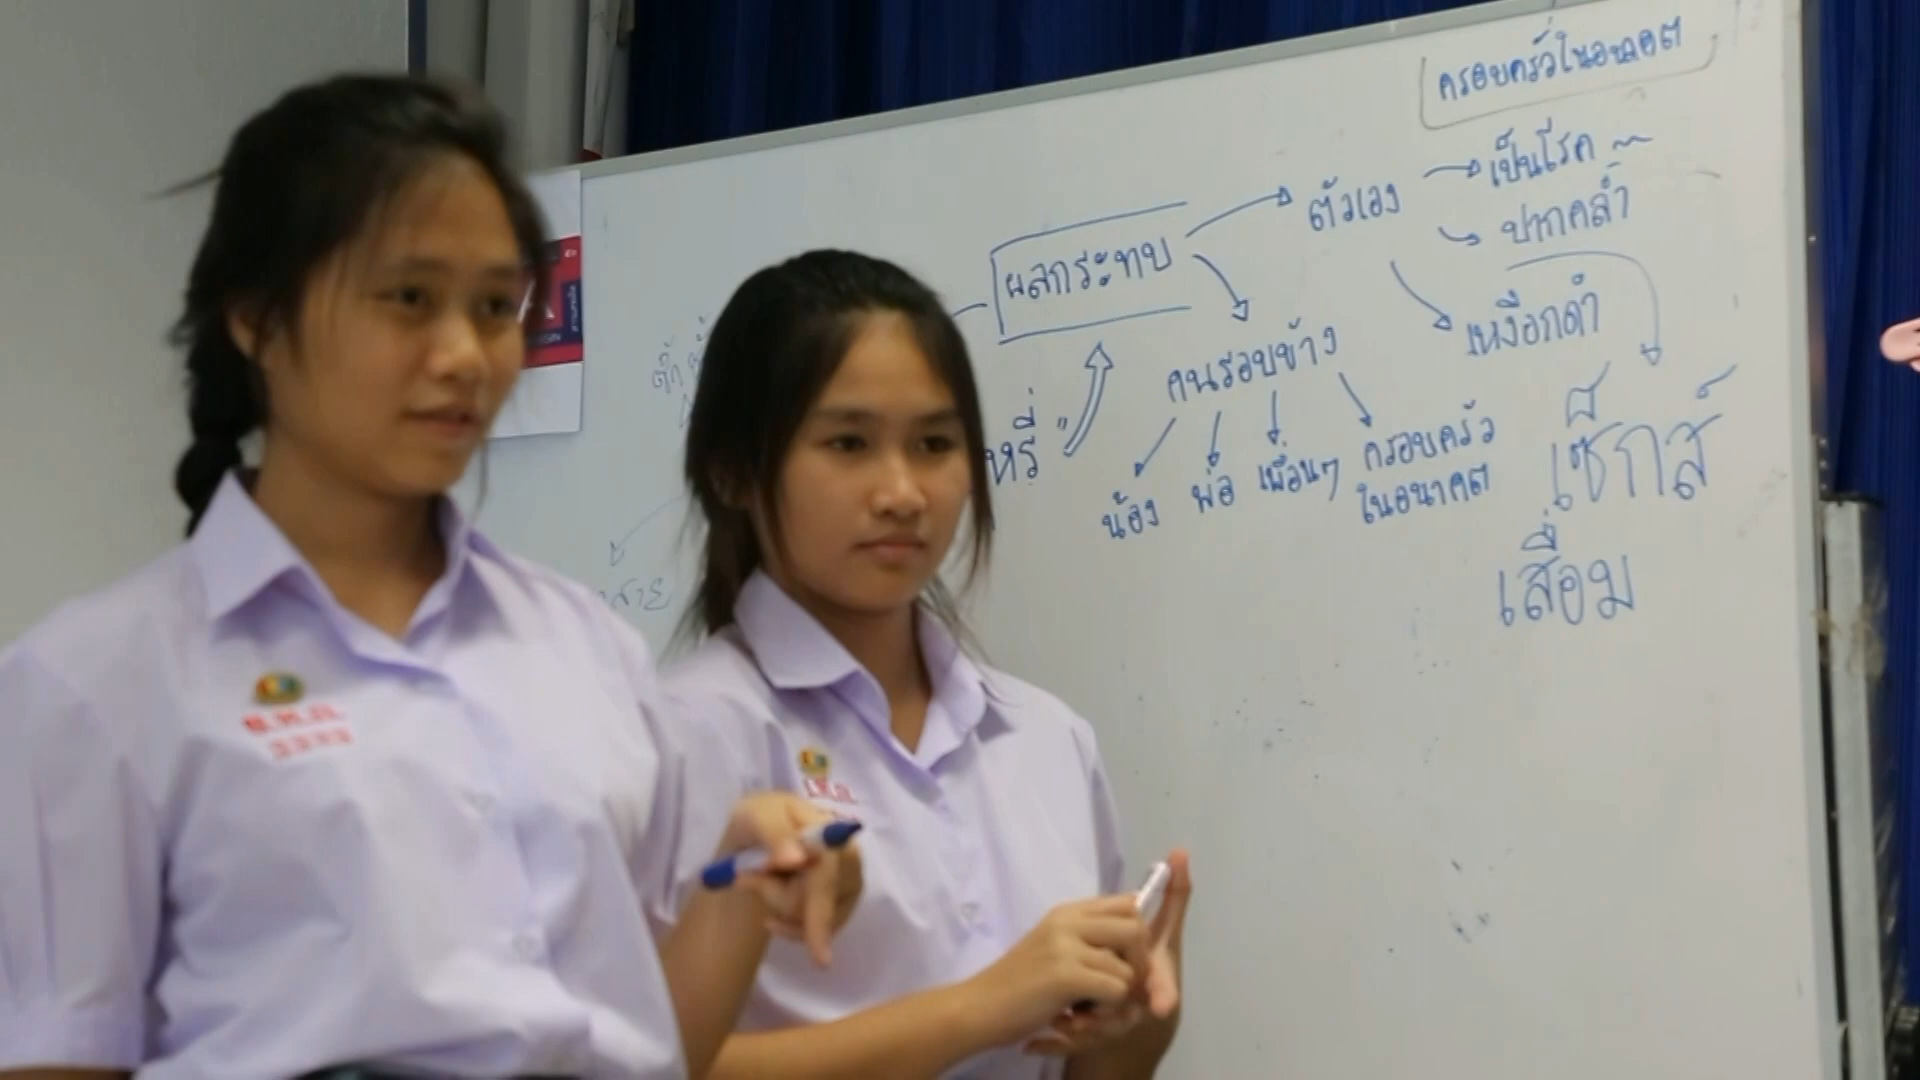 ครอบครัวในอนาคต
เป็นโรค
ตัวเอง
ปากคล้ำ
ผลกระทบ
เหงือกดำ
คนรอบข้าง
หรี่"
น้อง พ่อ เพื่อนๆ ครอบครัว
ในอนาคต
เซ็กส์
เสื่อม